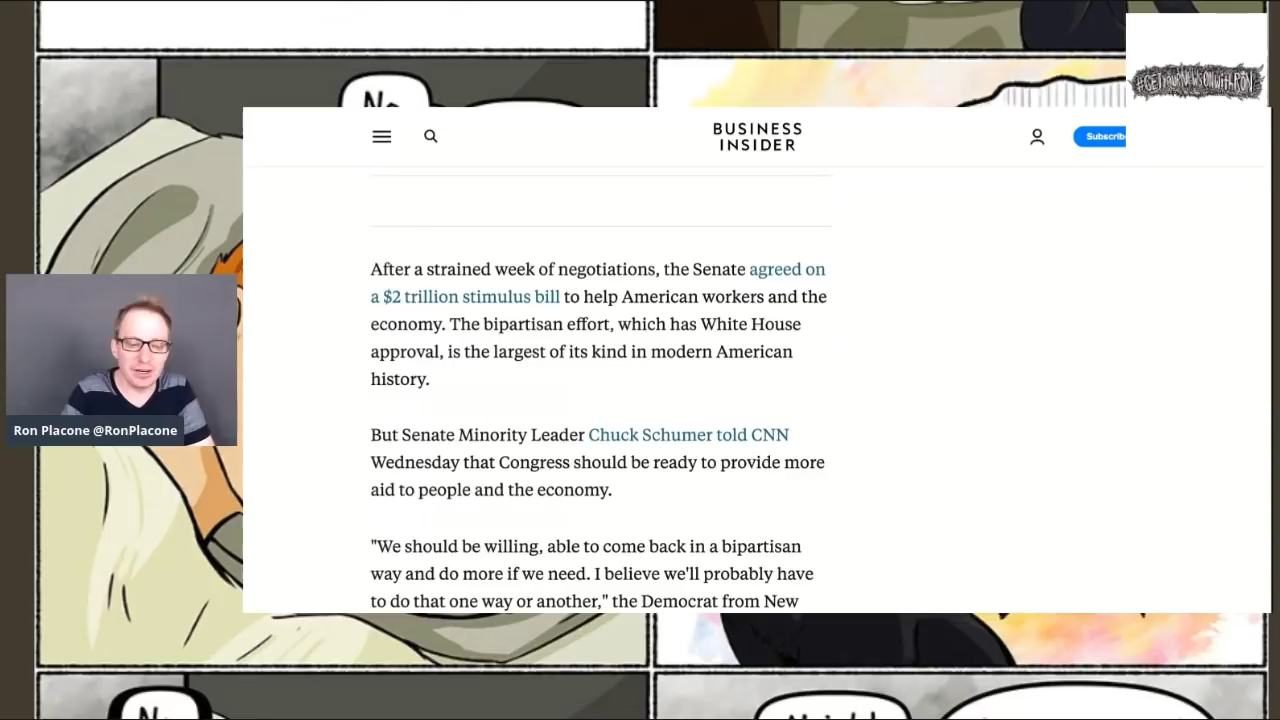 #GETYOURNEWSONWITHRON
No
BUSINESS
INSIDER
Subscribe
After a strained week of negotiations, the Senate agreed on
a $2 trillion stimulus bill to help American workers and the
economy. The bipartisan effort, which has White House
approval, is the largest of its kind in modern American
history.
Ron Placone @RonPlacone
But Senate Minority Leader Chuck Schumer told CNN
Wednesday that Congress should be ready to provide more
aid to people and the economy.
"We should be willing, able to come back in a bipartisan
way and do more if we need. I believe we'll probably have
to do that one way or another," the Democrat from New